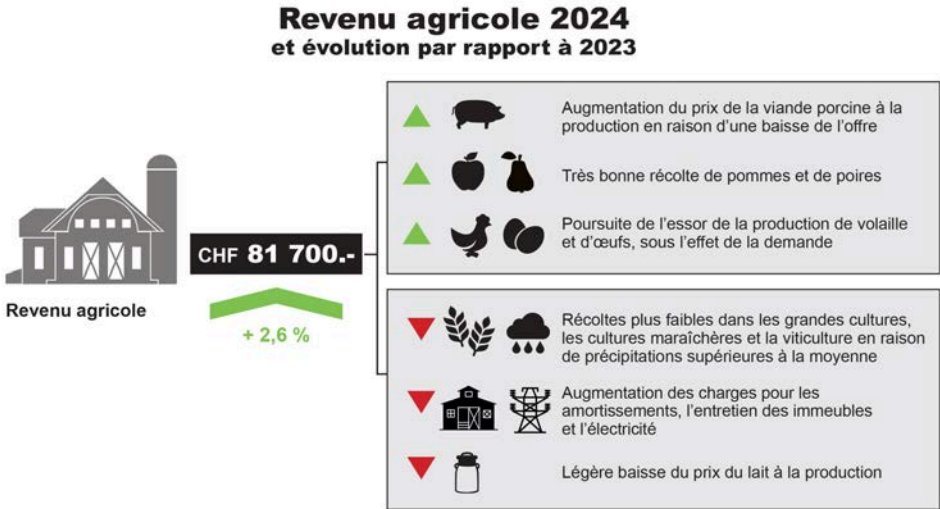 Revenu agricole 2024
et évolution par rapport à 2023
Augmentation du prix de la viande porcine à la
production en raison d'une baisse de l'offre
Très bonne récolte de pommes et de poires
Poursuite de l'essor de la production de volaille
et d'œufs, sous l'effet de la demande
CHF 81 700.-
Revenu agricole
+ 2,6 %
Récoltes plus faibles dans les grandes cultures,
les cultures maraîchères et la viticulture en raison
de précipitations supérieures à la moyenne
Augmentation des charges pour les
amortissements, l'entretien des immeubles
et l'électricité
Légère baisse du prix du lait à la production